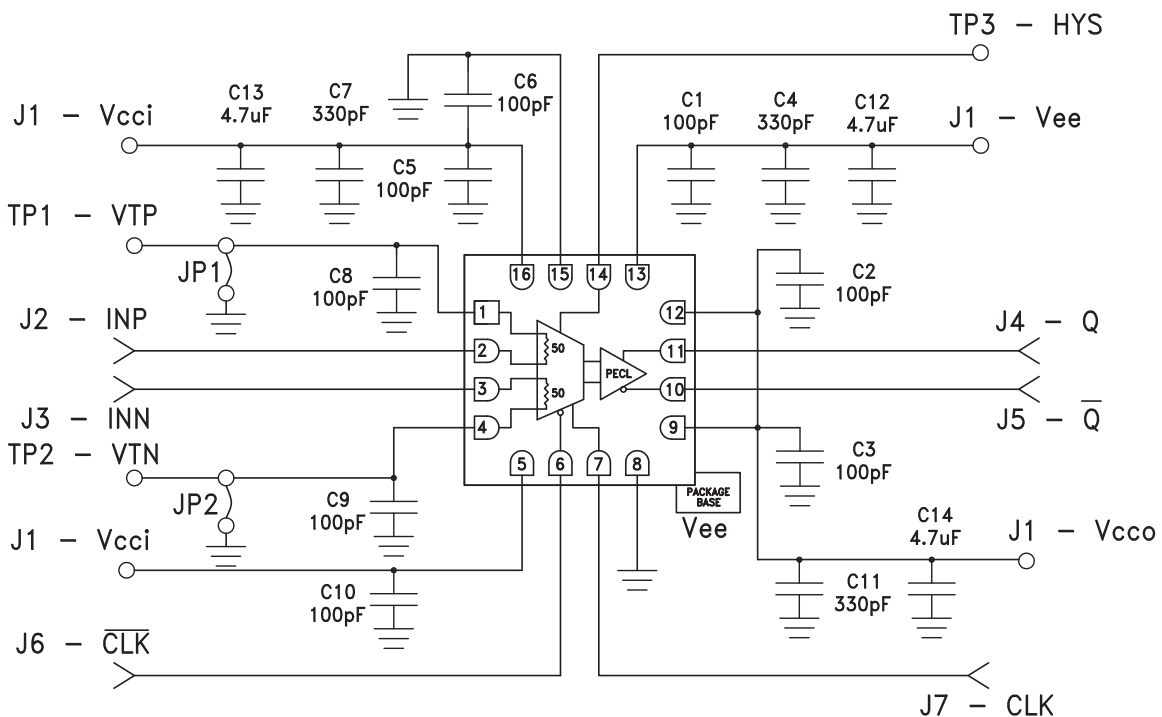 TP3 - HYS
C6
100pF
C13
4.7uF
C7
330pF
C1
100pF
C4
330pF
C12
4.7uF
J1 - Vcci
J1 - Vee
C5
100pF
TP1 - VTP
JP1
C8
100pF
16
15
14
13
C2
100pF
J2 - INP
1
12
J4 - Q
2
50
11
PECL
3
50
10
J3 - INN
J5 - Q̅
4
9
TP2 - VTN
5
6
7
8
C3
100pF
JP2
C9
100pF
PACKAGE
BASE
Vee
J1 - Vcci
C14
4.7uF
J1 - Vcco
C10
100pF
C11
330pF
J6 - C̅L̅K̅
J7 - CLK